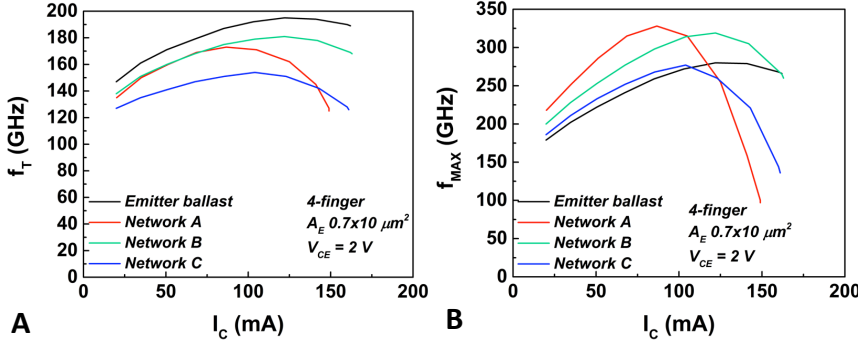 200
180
160
140
120
100
80
60
40
20
0
f_T (GHz)
Emitter ballast
Network A
Network B
Network C
4-finger
A_E 0.7x10 μm²
V_CE = 2 V
0 50 100 150 200
I_C (mA)
A
350
300
250
200
150
100
50
0
f_MAX (GHz)
Emitter ballast
Network A
Network B
Network C
4-finger
A_E 0.7x10 μm²
V_CE = 2 V
0 50 100 150 200
I_C (mA)
B